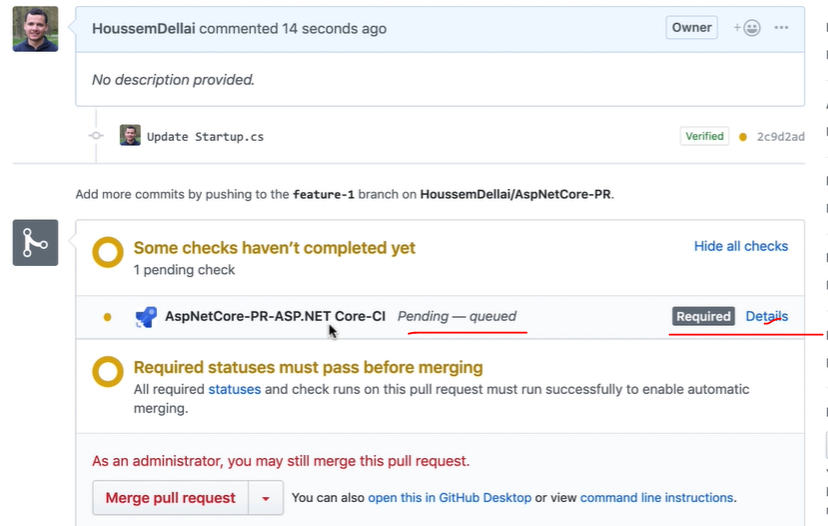 HoussemDellai commented 14 seconds ago Owner
No description provided.
Update Startup.cs Verified 2c9d2ad
Add more commits by pushing to the feature-1 branch on HoussemDellai/AspNetCore-PR.
Some checks haven't completed yet Hide all checks
1 pending check
AspNetCore-PR-ASP.NET Core-CI Pending — queued Required Details
Required statuses must pass before merging
All required statuses and check runs on this pull request must run successfully to enable automatic
merging.
As an administrator, you may still merge this pull request.
Merge pull request You can also open this in GitHub Desktop or view command line instructions.